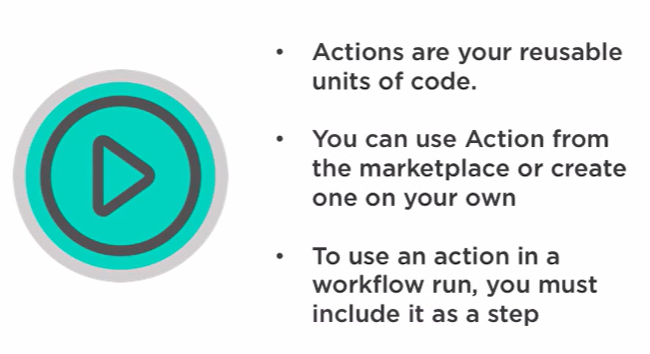 • Actions are your reusable
units of code.
• You can use Action from
the marketplace or create
one on your own
• To use an action in a
workflow run, you must
include it as a step